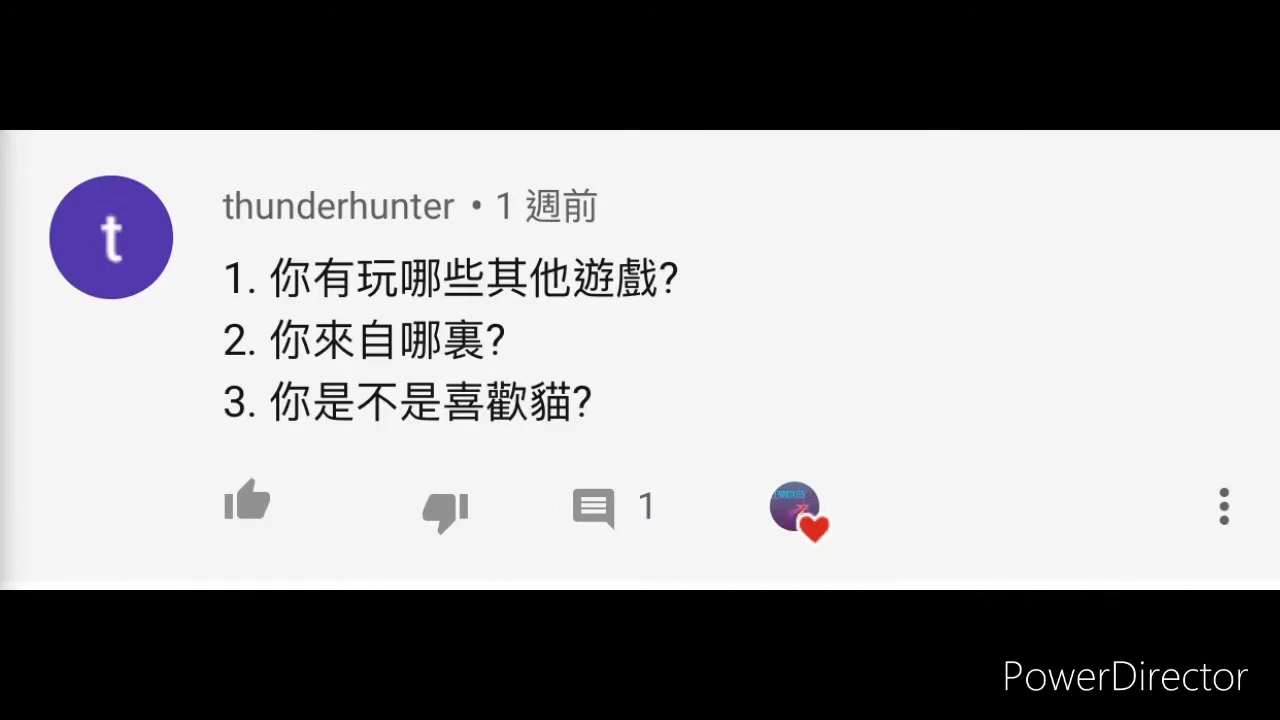 thunderhunter • 1 週前
1. 你有玩哪些其他遊戲?
2. 你來自哪裏?
3. 你是不是喜歡貓?
t
1
PowerDirector